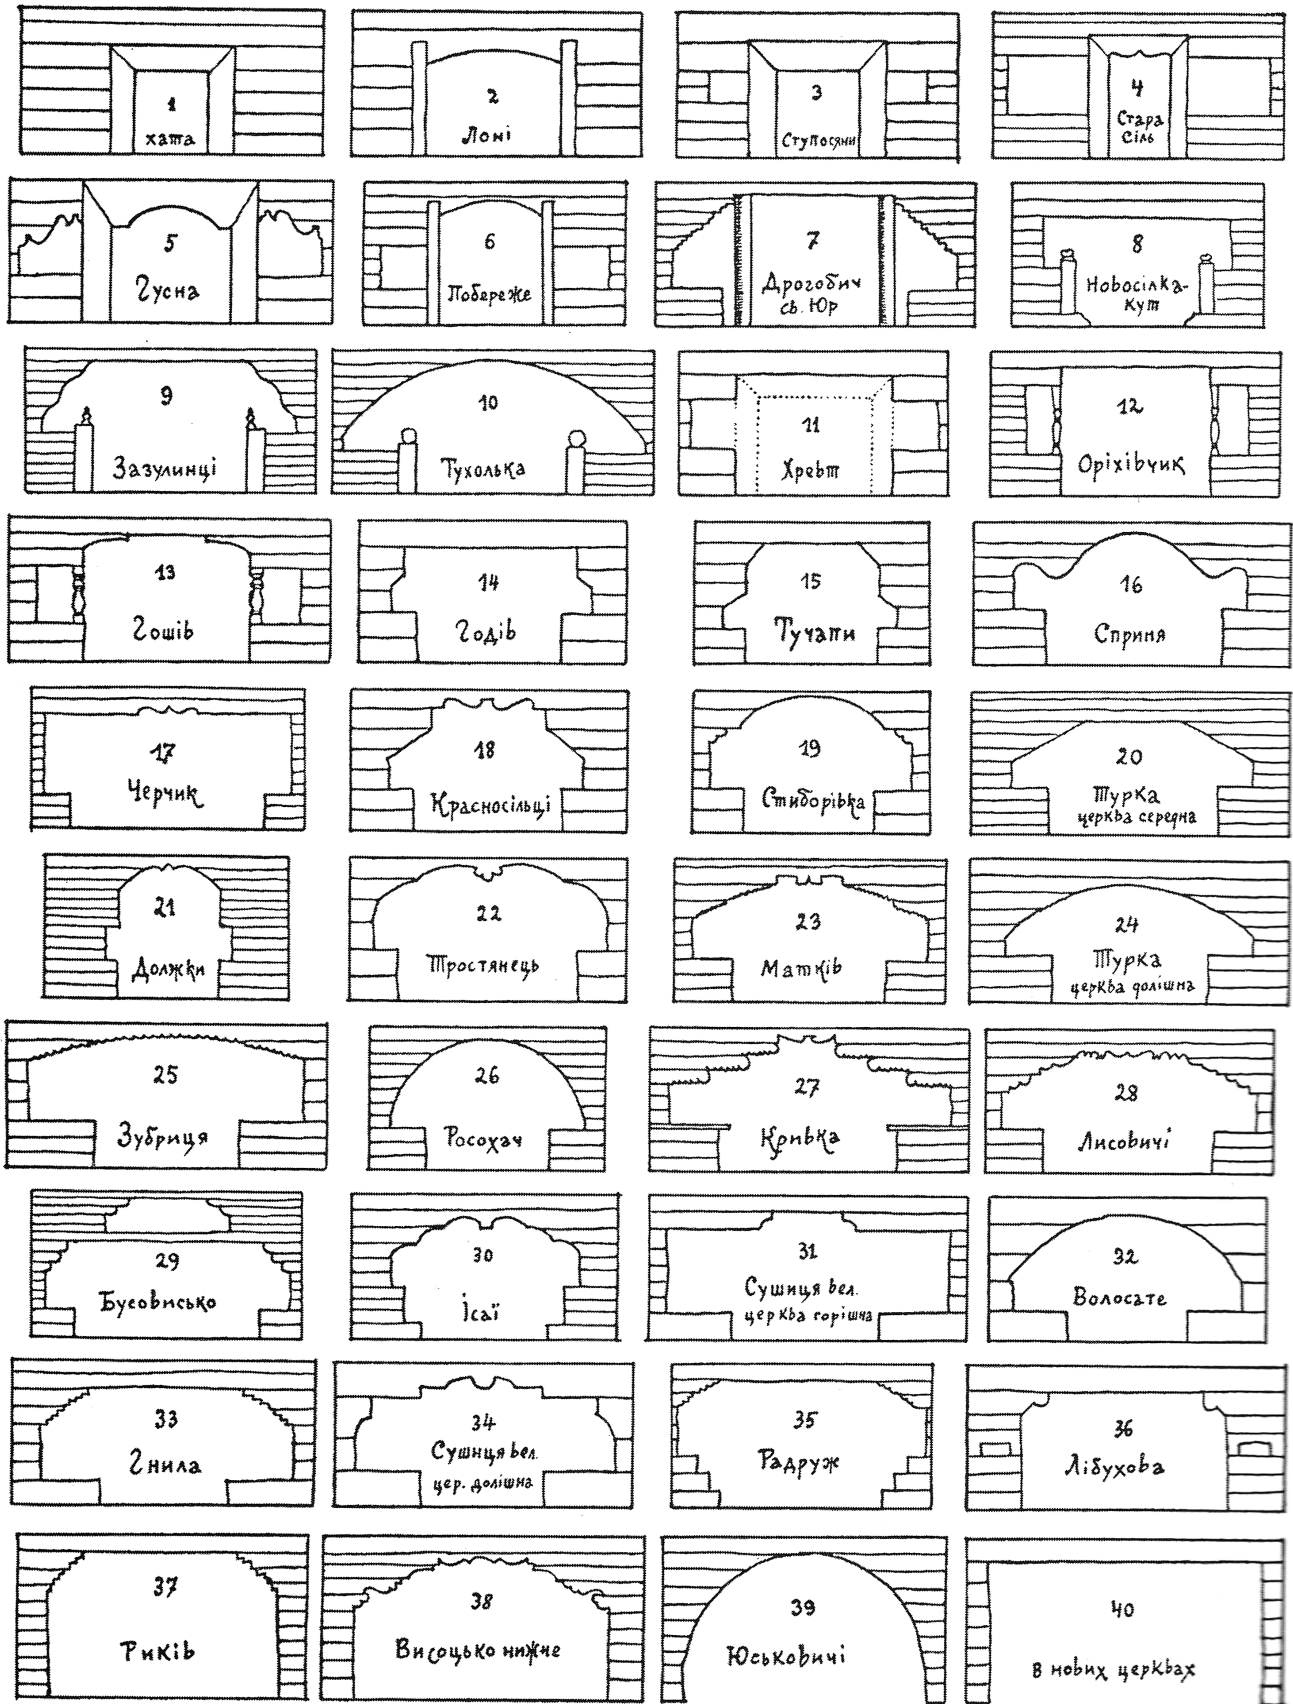 1
хата
2
Лоні
3
Ступосяни
4
Стара
Сіль
5
Гусна
6
Побереже
7
Дрогобич
св. Юр
8
Новосілка-
кут
9
Зазулинці
10
Тухолька
11
Хребт
12
Оріхівчик
13
Гошів
14
Годів
15
Тучапи
16
Сприня
17
Черчик
18
Красносільці
19
Стиборівка
20
Турка
церква середна
21
Должки
22
Тростянець
23
Матків
24
Турка
церква долішна
25
Зубриця
26
Росохач
27
Кривка
28
Лисовичі
29
Бусовисько
30
Ісаї
31
Сушиця вел.
церква горішна
32
Волосате
33
Гнила
34
Сушиця вел.
цер. долішна
35
Радруж
36
Лібухова
37
Риків
38
Висоцько нижне
39
Юськовичі
40
в нових церквах